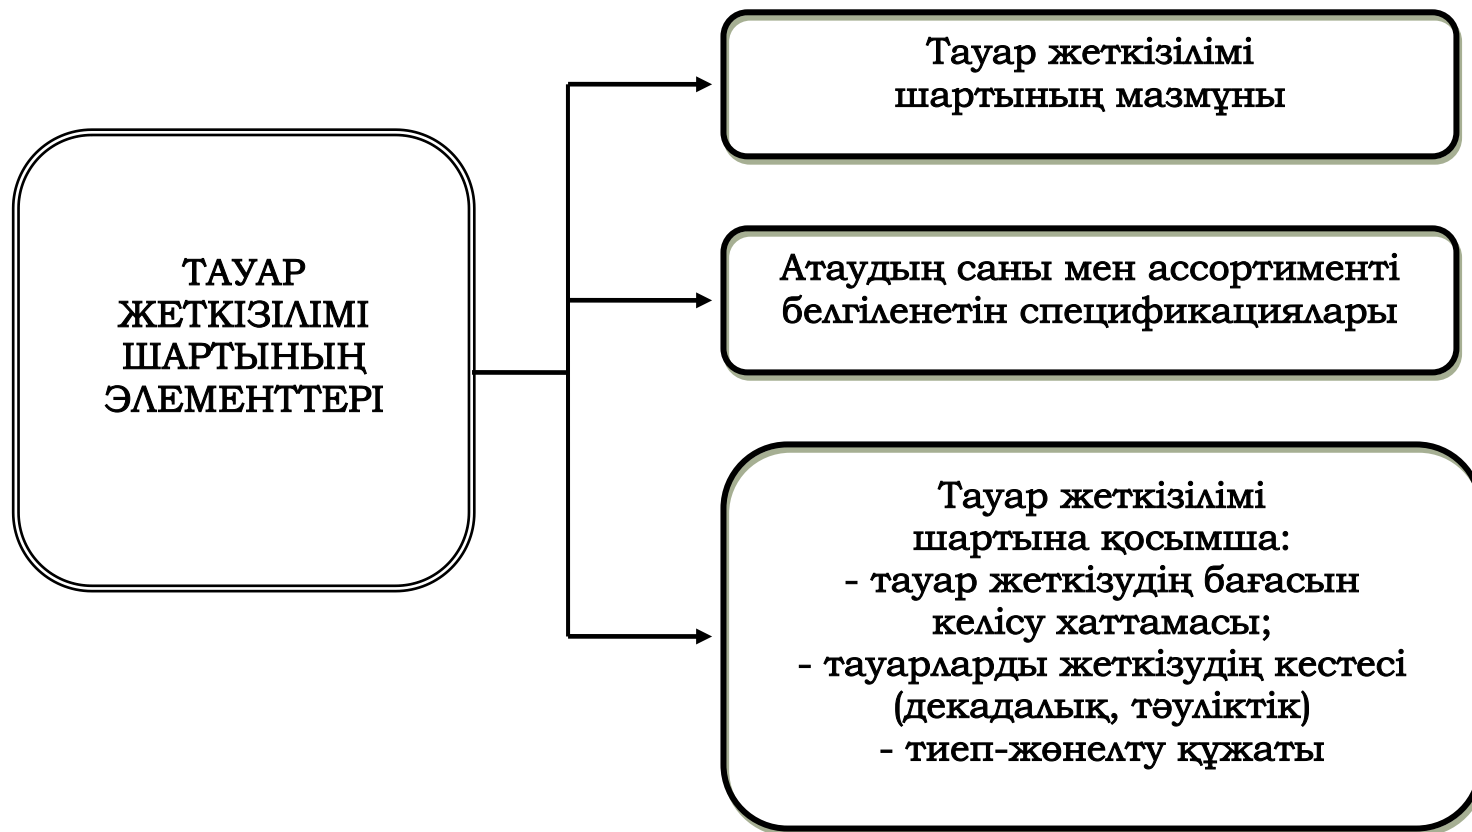 ТАУАР
ЖЕТКІЗІЛІМІ
ШАРТЫНЫҢ
ЭЛЕМЕНТТЕРІ
Тауар жеткізілімі
шартының мазмұны
Атаудың саны мен ассортименті
белгіленетін спецификациялары
Тауар жеткізілімі
шартына қосымша:
- тауар жеткізудің бағасын
келісу хаттамасы;
- тауарларды жеткізудің кестесі
(декадалық, тәуліктік)
- тиеп-жөнелту құжаты